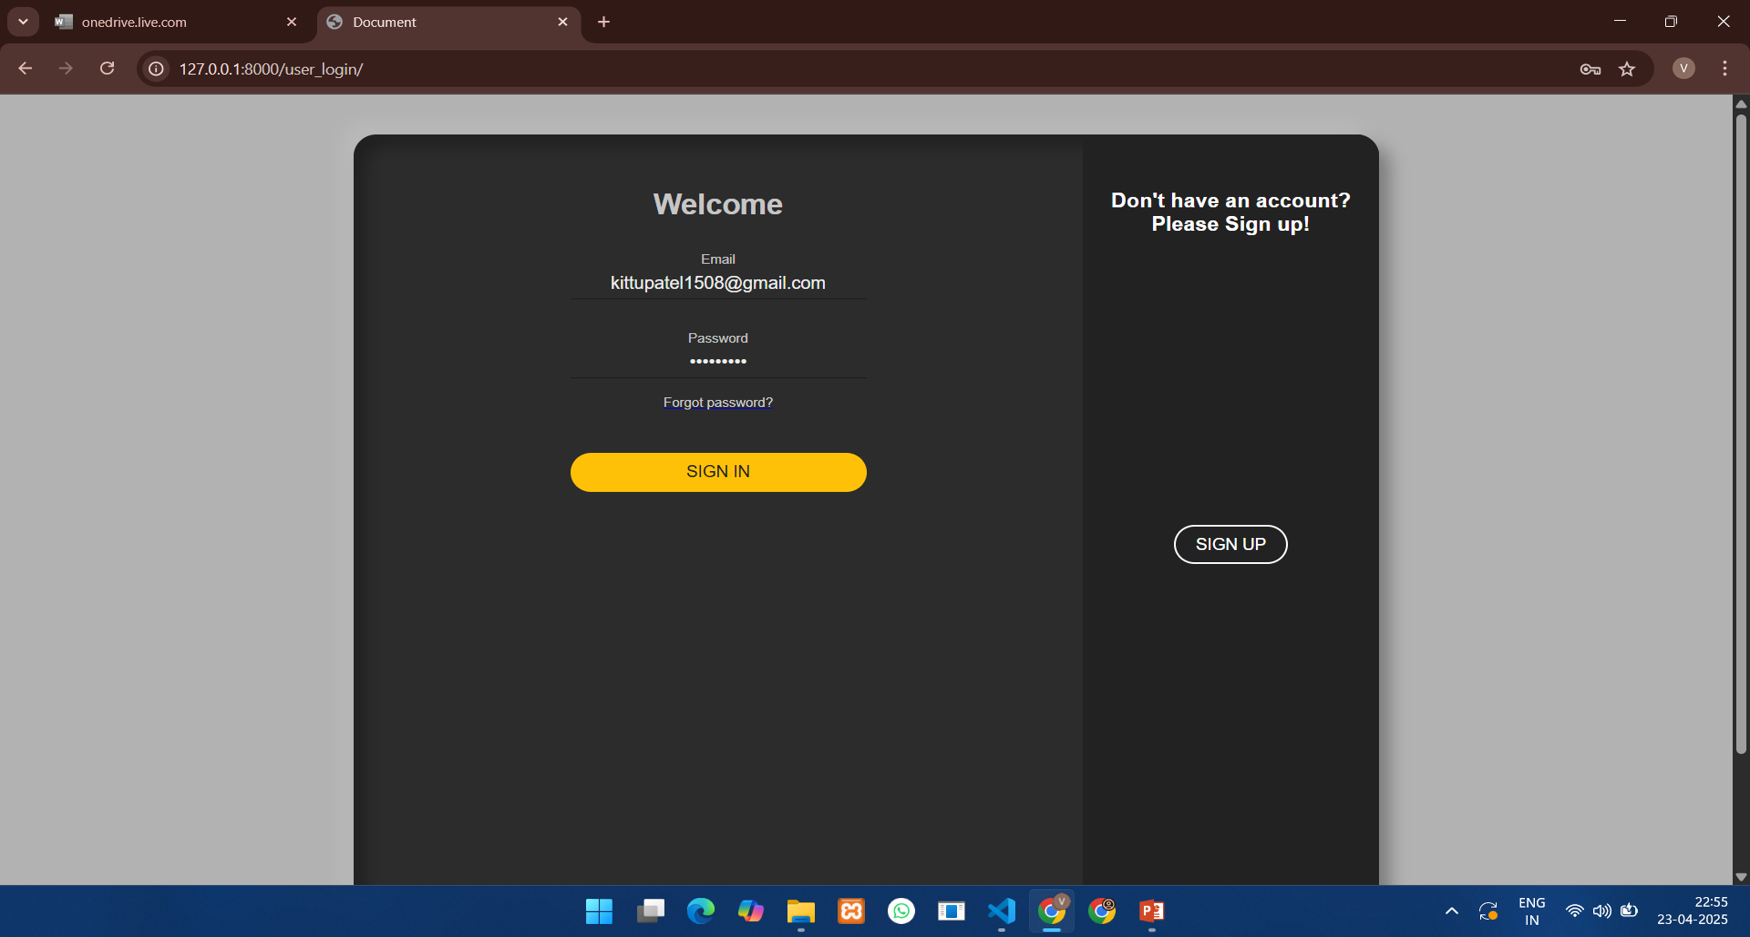 onedrive.live.com
Document
127.0.0.1:8000/user_login/
V
Welcome
Email
kittupatel1508@gmail.com
Password
•••••••••
Forgot password?
SIGN IN
Don't have an account?
Please Sign up!
SIGN UP
V
ENG
IN
22:55
23-04-2025